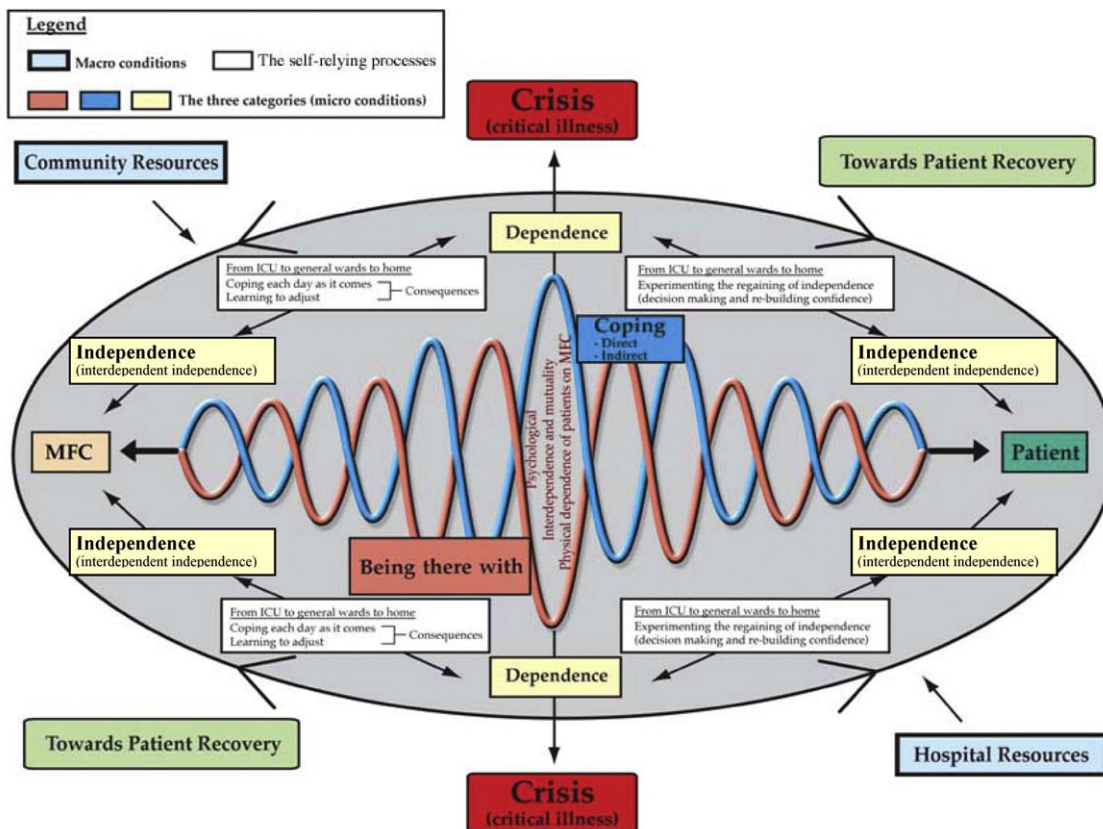 Legend
Macro conditions
The self-relying processes
The three categories (micro conditions)
Crisis
(critical illness)
Community Resources
Towards Patient Recovery
Dependence
From ICU to general wards to home
Coping each day as it comes
Learning to adjust
Consequences
From ICU to general wards to home
Experimenting the regaining of independence
(decision making and re-building confidence)
Coping
- Direct
- Indirect
Independence
(interdependent independence)
Independence
(interdependent independence)
Psychological
Interdependence and mutuality
Physical dependence of patients on MFC
MFC
Patient
Independence
(interdependent independence)
Being there with
Independence
(interdependent independence)
From ICU to general wards to home
Coping each day as it comes
Learning to adjust
Consequences
From ICU to general wards to home
Experimenting the regaining of independence
(decision making and re-building confidence)
Dependence
Towards Patient Recovery
Hospital Resources
Crisis
(critical illness)